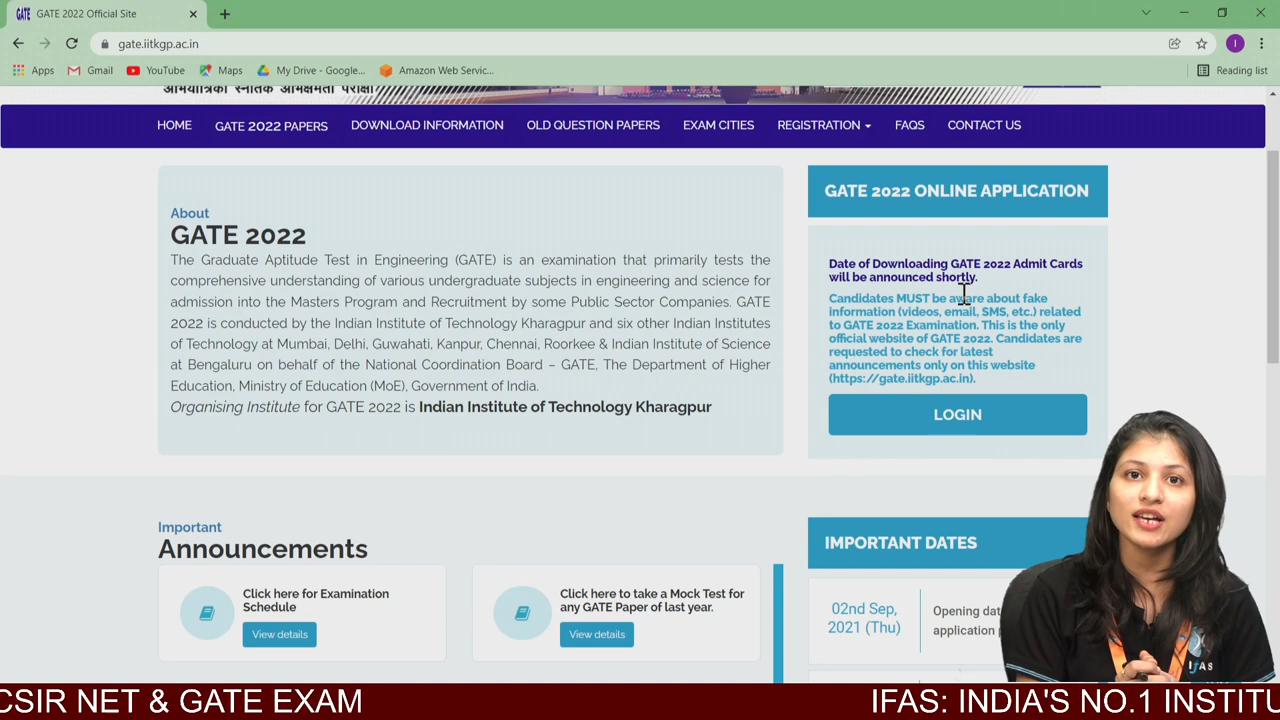 GATE GATE 2022 Official Site
gate.iitkgp.ac.in
I
Apps Gmail YouTube Maps My Drive - Google... Amazon Web Servic... Reading list
अभियांत्रिकी स्नातक अभिक्षमता परीक्षा
HOME GATE 2022 PAPERS DOWNLOAD INFORMATION OLD QUESTION PAPERS EXAM CITIES REGISTRATION FAQS CONTACT US
About
GATE 2022
The Graduate Aptitude Test in Engineering (GATE) is an examination that primarily tests the
comprehensive understanding of various undergraduate subjects in engineering and science for
admission into the Masters Program and Recruitment by some Public Sector Companies. GATE
2022 is conducted by the Indian Institute of Technology Kharagpur and six other Indian Institutes
of Technology at Mumbai, Delhi, Guwahati, Kanpur, Chennai, Roorkee & Indian Institute of Science
at Bengaluru on behalf of the National Coordination Board – GATE, The Department of Higher
Education, Ministry of Education (MoE), Government of India.
Organising Institute for GATE 2022 is Indian Institute of Technology Kharagpur
GATE 2022 ONLINE APPLICATION
Date of Downloading GATE 2022 Admit Cards
will be announced shortly.
Candidates MUST be aware about fake
information (videos, email, SMS, etc.) related
to GATE 2022 Examination. This is the only
official website of GATE 2022. Candidates are
requested to check for latest
announcements only on this website
(https://gate.iitkgp.ac.in).
LOGIN
Important
Announcements
Click here for Examination
Schedule
View details
Click here to take a Mock Test for
any GATE Paper of last year.
View details
IMPORTANT DATES
02nd Sep,
2021 (Thu)
Opening
application
IFAS
CSIR NET & GATE EXAM IFAS: INDIA'S NO.1